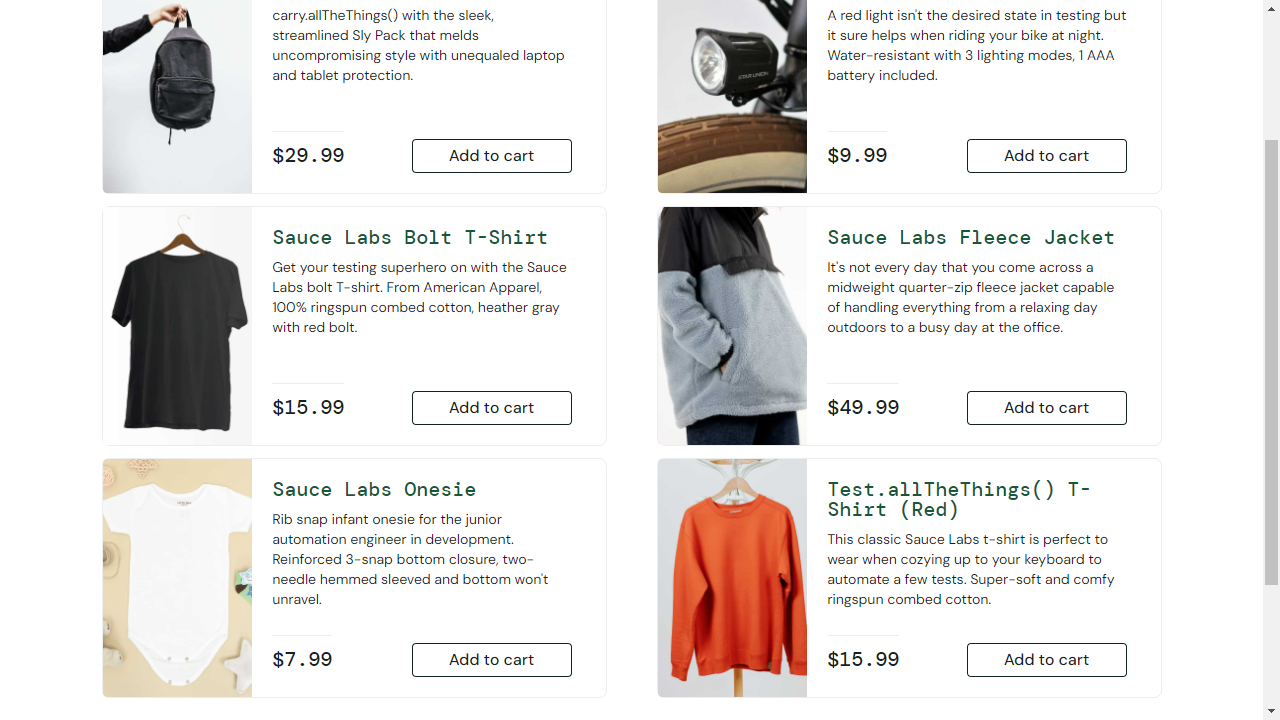 carry.allTheThings() with the sleek,
streamlined Sly Pack that melds
uncompromising style with unequaled laptop
and tablet protection.
$29.99
Add to cart
A red light isn't the desired state in testing but
it sure helps when riding your bike at night.
Water-resistant with 3 lighting modes, 1 AAA
battery included.
STAR UNION
$9.99
Add to cart
Sauce Labs Bolt T-Shirt
Get your testing superhero on with the Sauce
Labs bolt T-shirt. From American Apparel,
100% ringspun combed cotton, heather gray
with red bolt.
$15.99
Add to cart
Sauce Labs Fleece Jacket
It's not every day that you come across a
midweight quarter-zip fleece jacket capable
of handling everything from a relaxing day
outdoors to a busy day at the office.
$49.99
Add to cart
Sauce Labs Onesie
Rib snap infant onesie for the junior
automation engineer in development.
Reinforced 3-snap bottom closure, two-
needle hemmed sleeved and bottom won't
unravel.
$7.99
Add to cart
Test.allTheThings() T-
Shirt (Red)
This classic Sauce Labs t-shirt is perfect to
wear when cozying up to your keyboard to
automate a few tests. Super-soft and comfy
ringspun combed cotton.
$15.99
Add to cart